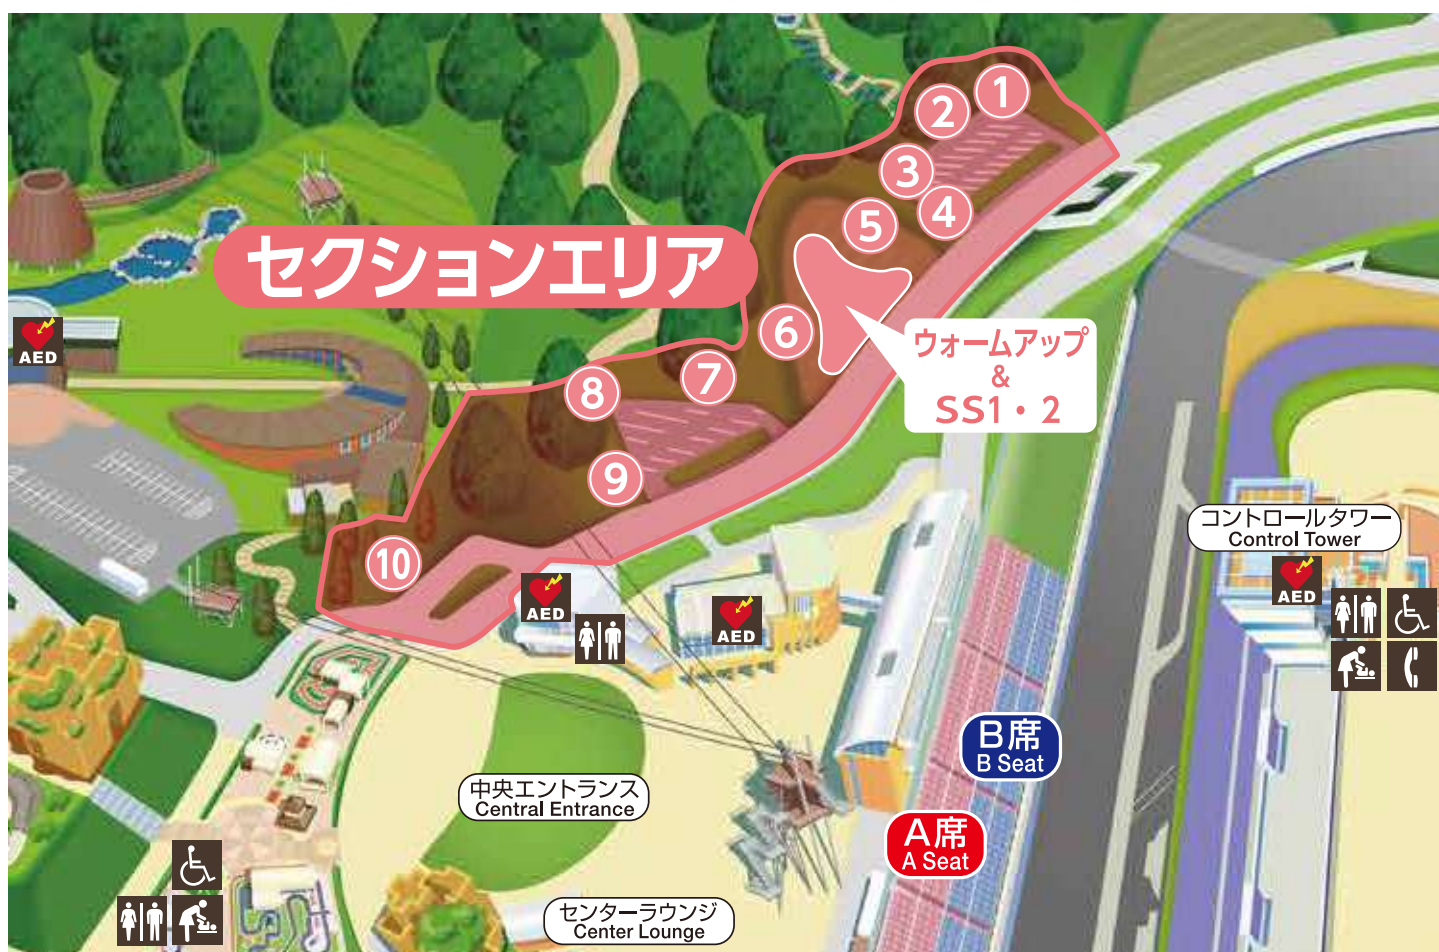 1
2
3
4
5
セクションエリア
6
ウォームアップ
&
SS1・2
AED
7
8
9
10
コントロールタワー
Control Tower
AED
AED
AED
B席
B Seat
中央エントランス
Central Entrance
A席
A Seat
センターラウンジ
Center Lounge